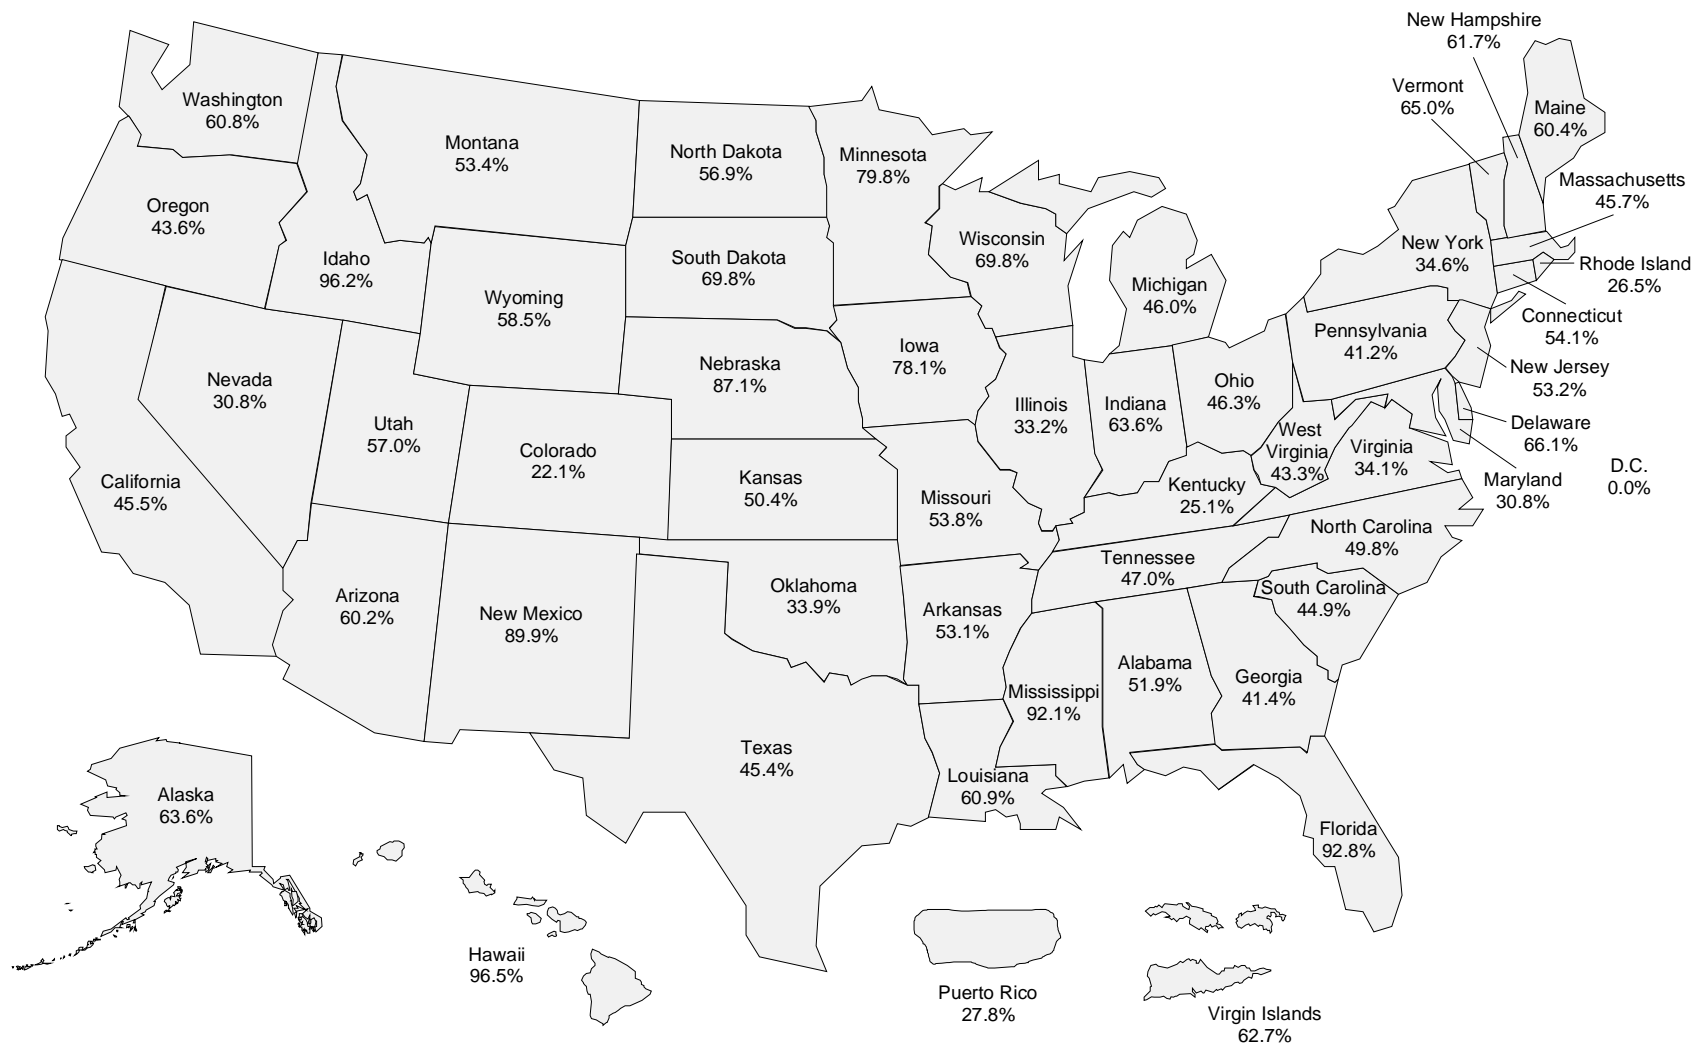 New Hampshire
61.7%
Vermont
65.0%
Maine
60.4%
Washington
60.8%
Montana
53.4%
North Dakota
56.9%
Minnesota
79.8%
Massachusetts
45.7%
Oregon
43.6%
Idaho
96.2%
South Dakota
69.8%
Wisconsin
69.8%
New York
34.6%
Rhode Island
26.5%
Wyoming
58.5%
Michigan
46.0%
Connecticut
54.1%
Pennsylvania
41.2%
Iowa
78.1%
Nebraska
87.1%
New Jersey
53.2%
Nevada
30.8%
Ohio
46.3%
Illinois
33.2%
Indiana
63.6%
Utah
57.0%
Delaware
66.1%
West
Virginia
43.3%
Virginia
34.1%
Colorado
22.1%
D.C.
0.0%
Kansas
50.4%
California
45.5%
Maryland
30.8%
Kentucky
25.1%
Missouri
53.8%
North Carolina
49.8%
Tennessee
47.0%
Oklahoma
33.9%
South Carolina
44.9%
Arizona
60.2%
New Mexico
89.9%
Arkansas
53.1%
Alabama
51.9%
Georgia
41.4%
Mississippi
92.1%
Texas
45.4%
Louisiana
60.9%
Alaska
63.6%
Florida
92.8%
Hawaii
96.5%
Puerto Rico
27.8%
Virgin Islands
62.7%